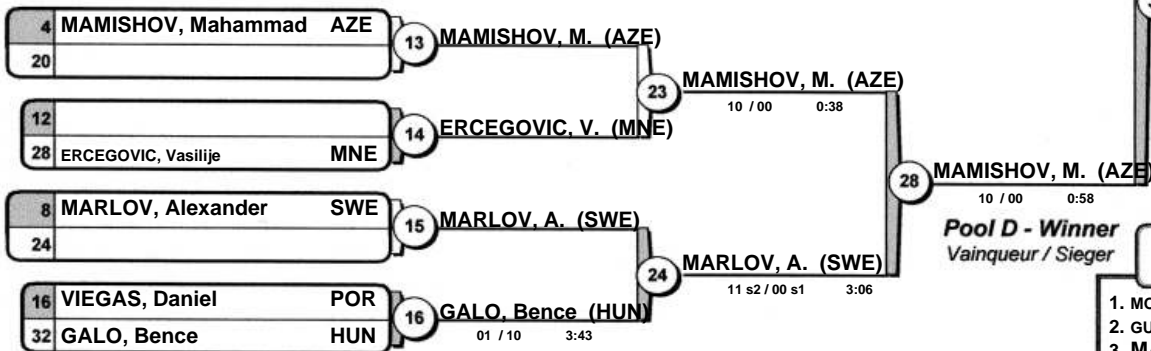 4 MAMISHOV, Mahammad AZE
20
13 MAMISHOV, M. (AZE)
12
28 ERCEGOVIC, Vasilije MNE
14 ERCEGOVIC, V. (MNE)
23 MAMISHOV, M. (AZE)
10 / 00 0:38
8 MARLOV, Alexander SWE
24
15 MARLOV, A. (SWE)
16 VIEGAS, Daniel POR
32 GALO, Bence HUN
16 GALO, Bence (HUN)
01 / 10 3:43
24 MARLOV, A. (SWE)
11 s2 / 00 s1 3:06
28 MAMISHOV, M. (AZE)
10 / 00 0:58
Pool D - Winner
Vainqueur / Sieger
1.
2.
3.